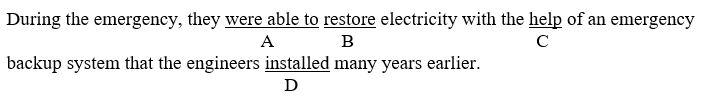 During the emergency, they were able to restore electricity with the help of an emergency
A B C
backup system that the engineers installed many years earlier.
D